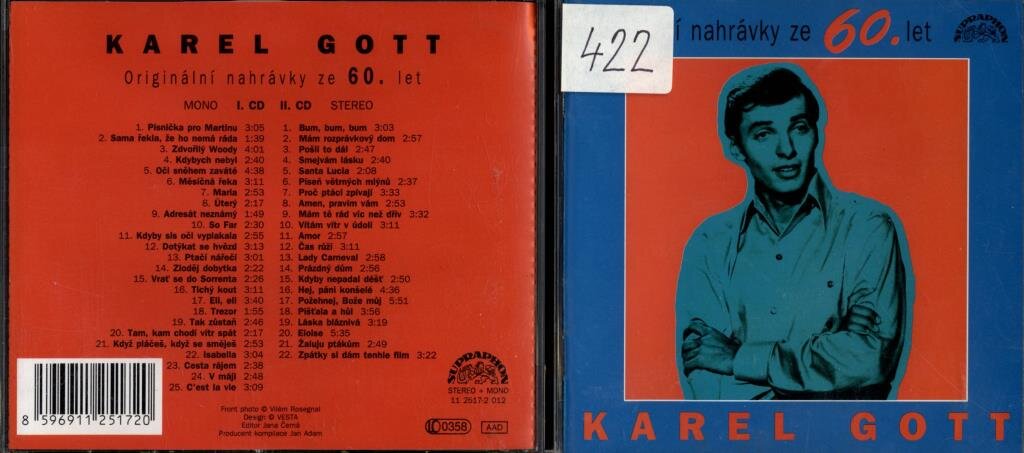 KAREL GOTT
Originální nahrávky ze 60. let
MONO I. CD II. CD STEREO
1. Písnička pro Martinu 3:05
2. Sama řekla, že ho nemá ráda 1:39
3. Zdvořilý Woody 4:01
4. Kdybych nebyl 2:40
5. Oči sněhem zaváté 4:38
6. Měsíčná řeka 3:11
7. Maria 2:53
8. Úterý 2:17
9. Adresát neznámý 1:49
10. So Far 2:30
11. Kdyby sis oči vyplakala 2:55
12. Dotýkat se hvězd 3:13
13. Ptačí nářečí 3:01
14. Zloděj dobytka 2:22
15. Vrať se do Sorrenta 2:26
16. Tichý kout 3:11
17. Eli, eli 3:40
18. Trezor 1:55
19. Tak zůstaň 2:46
20. Tam, kam chodí vítr spát 2:17
21. Když pláčeš, když se směješ 2:53
22. Isabella 3:04
23. Cesta rájem 2:38
24. V máji 2:48
25. C'est la vie 3:09
1. Bum, bum, bum 3:03
2. Mám rozprávkový dom 2:57
3. Pošli to dál 2:47
4. Smejvám lásku 2:40
5. Santa Lucia 2:08
6. Píseň větrných mlýnů 2:37
7. Proč ptáci zpívají 3:33
8. Amen, pravím vám 2:53
9. Mám tě rád víc než dřív 3:32
10. Vítám vítr v údolí 3:11
11. Amor 2:57
12. Čas růží 3:11
13. Lady Carneval 2:58
14. Prázdný dům 2:56
15. Kdyby nepadal déšť 2:50
16. Hej, páni konšelé 4:36
17. Požehnej, Bože můj 5:51
18. Píšťala a hůl 3:56
19. Láska bláznivá 3:19
20. Eloise 5:35
21. Žaluju ptákům 2:49
22. Zpátky si dám tenhle film 3:22
SUPRAPHON
STEREO + MONO
11 2517-2 012
8 596911 251720
Front photo © Vilém Rosegnal
Design © VESTA
Editor Jana Černá
Producent kompilace Jan Adam
0358 AAD
422
í nahrávky ze 60. let
SUPRAPHON
KAREL GOTT